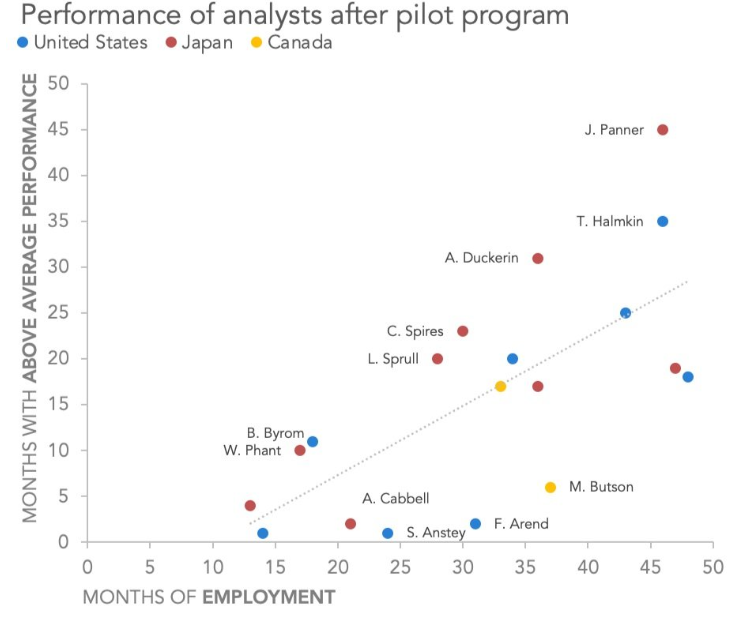 Performance of analysts after pilot program
United States Japan Canada
MONTHS WITH ABOVE AVERAGE PERFORMANCE
50
45
40
35
30
25
20
15
10
5
0
J. Panner
T. Halmkin
A. Duckerin
C. Spires
L. Sprull
B. Byrom
W. Phant
M. Butson
A. Cabbell
F. Arend
S. Anstey
0 5 10 15 20 25 30 35 40 45 50
MONTHS OF EMPLOYMENT